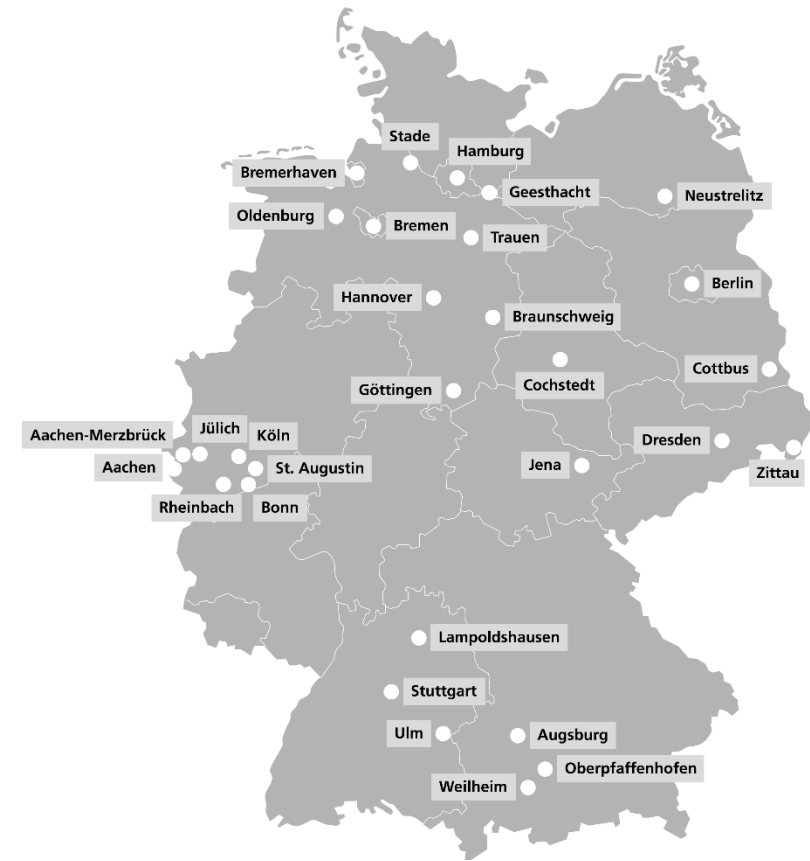 Stade
Hamburg
Bremerhaven
Geesthacht
Neustrelitz
Oldenburg
Bremen
Trauen
Berlin
Hannover
Braunschweig
Cottbus
Cochstedt
Göttingen
Jülich
Aachen-Merzbrück
Köln
Dresden
Aachen
St. Augustin
Jena
Zittau
Rheinbach
Bonn
Lampoldshausen
Stuttgart
Ulm
Augsburg
Oberpfaffenhofen
Weilheim